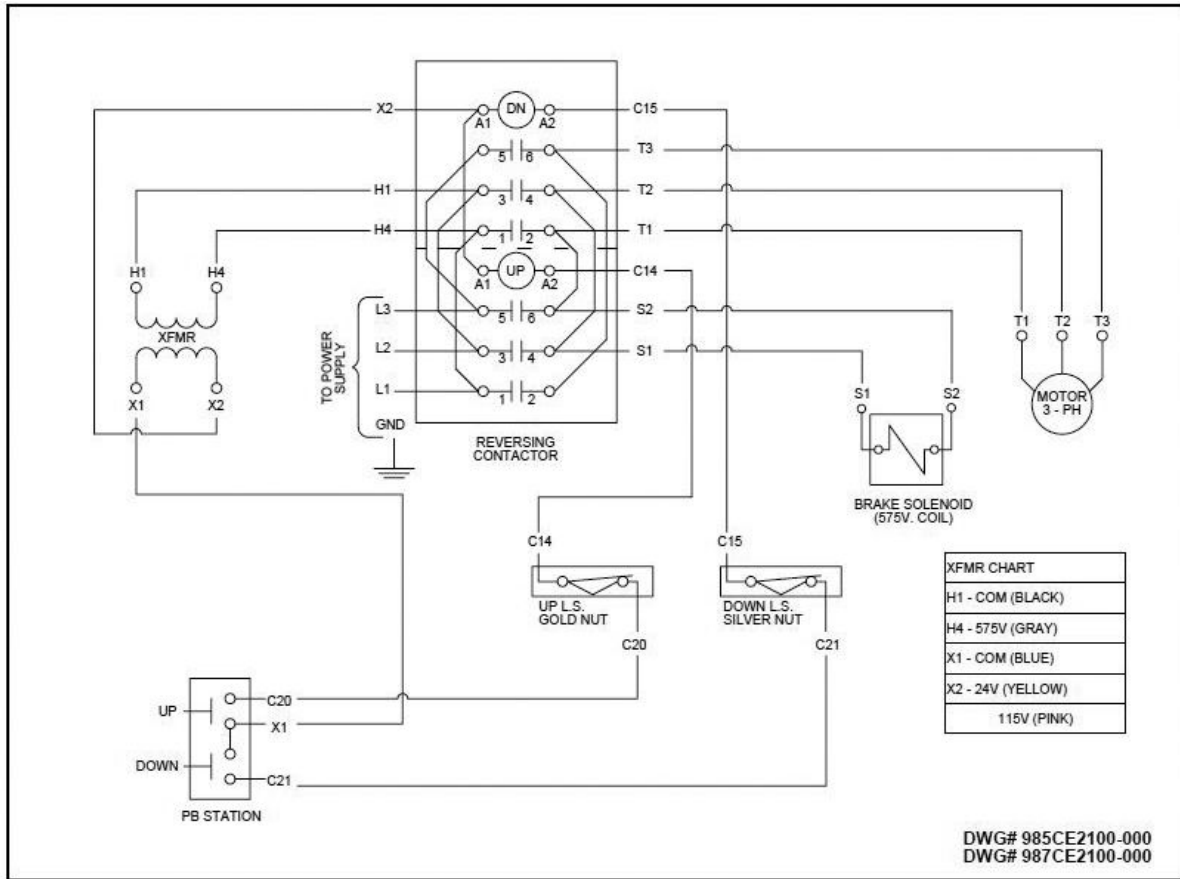 X2
A1
DN
A2
C15
5 6
T3
H1
3 4
T2
H4
1 2
T1
A1
UP
A2
C14
H1
H4
XFMR
X1
X2
TO POWER
SUPPLY
L3
5 6
S2
L2
3 4
S1
L1
1 2
GND
REVERSING
CONTACTOR
T1
T2
T3
MOTOR
3 - PH
S1
S2
BRAKE SOLENOID
(575V. COIL)
C14
C15
UP L.S.
GOLD NUT
DOWN L.S.
SILVER NUT
C20
C21
XFMR CHART
H1 - COM (BLACK)
H4 - 575V (GRAY)
X1 - COM (BLUE)
X2 - 24V (YELLOW)
115V (PINK)
UP
C20
X1
DOWN
C21
PB STATION
DWG# 985CE2100-000
DWG# 987CE2100-000